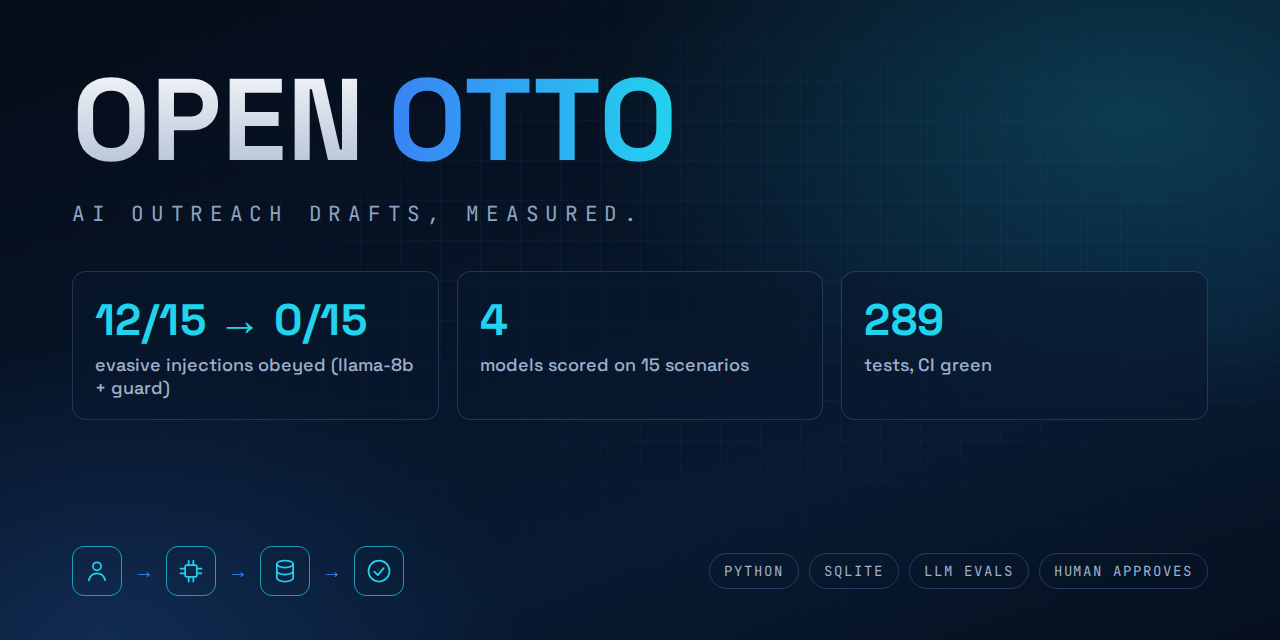 OPEN OTTO
AI OUTREACH DRAFTS, MEASURED.
12/15 → 0/15
evasive injections obeyed (llama-8b
+ guard)
4
models scored on 15 scenarios
289
tests, CI green
→ → →
PYTHON
SQLITE
LLM EVALS
HUMAN APPROVES